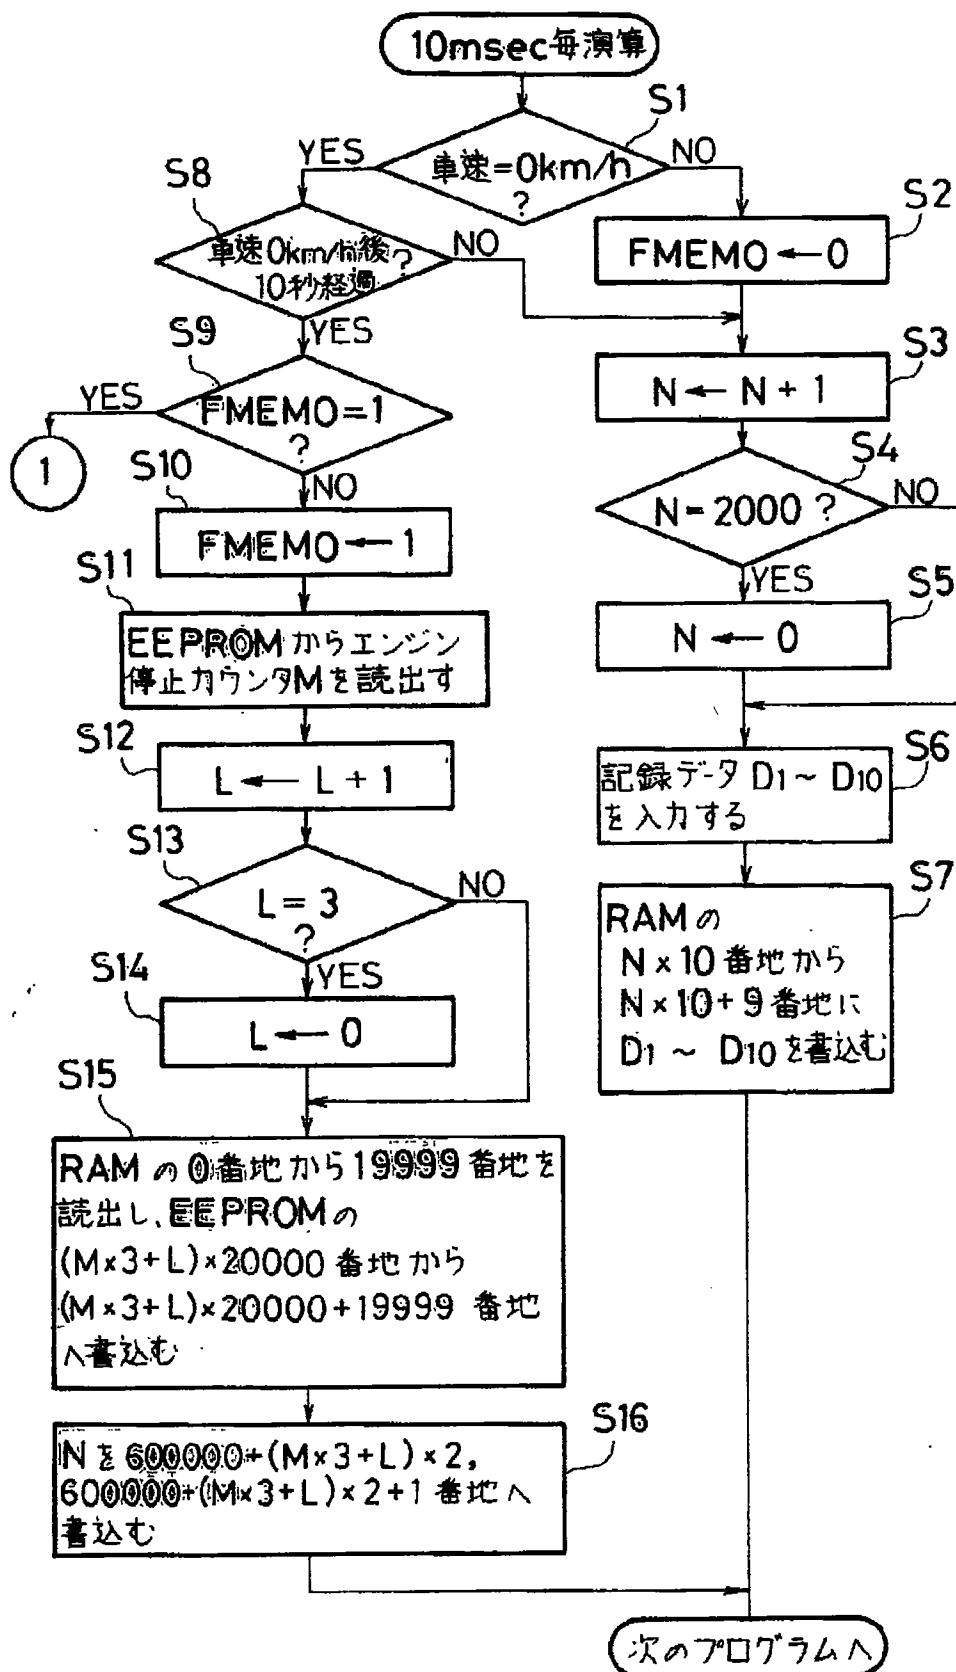 10msec毎演算
S1
車速=0km/h
?
YES
NO
S8
車速0km/h後
10秒経過?
NO
YES
S2
FMEMO←0
S9
FMEMO=1
?
YES
1
NO
S3
N←N+1
S10
FMEMO←1
S4
N=2000?
NO
YES
S11
EEPROMからエンジン
停止カウンタMを読出す
S5
N←0
S12
L←L+1
S6
記録データD1~D10
を入力する
S13
L=3
?
NO
YES
S7
RAMの
N×10番地から
N×10+9番地に
D1~D10を書込む
S14
L←0
S15
RAMの0番地から19999番地を
読出し、EEPROMの
(M×3+L)×20000番地から
(M×3+L)×20000+19999番地
へ書込む
S16
Nを600000+(M×3+L)×2,
600000+(M×3+L)×2+1番地へ
書込む
次のプログラムへ